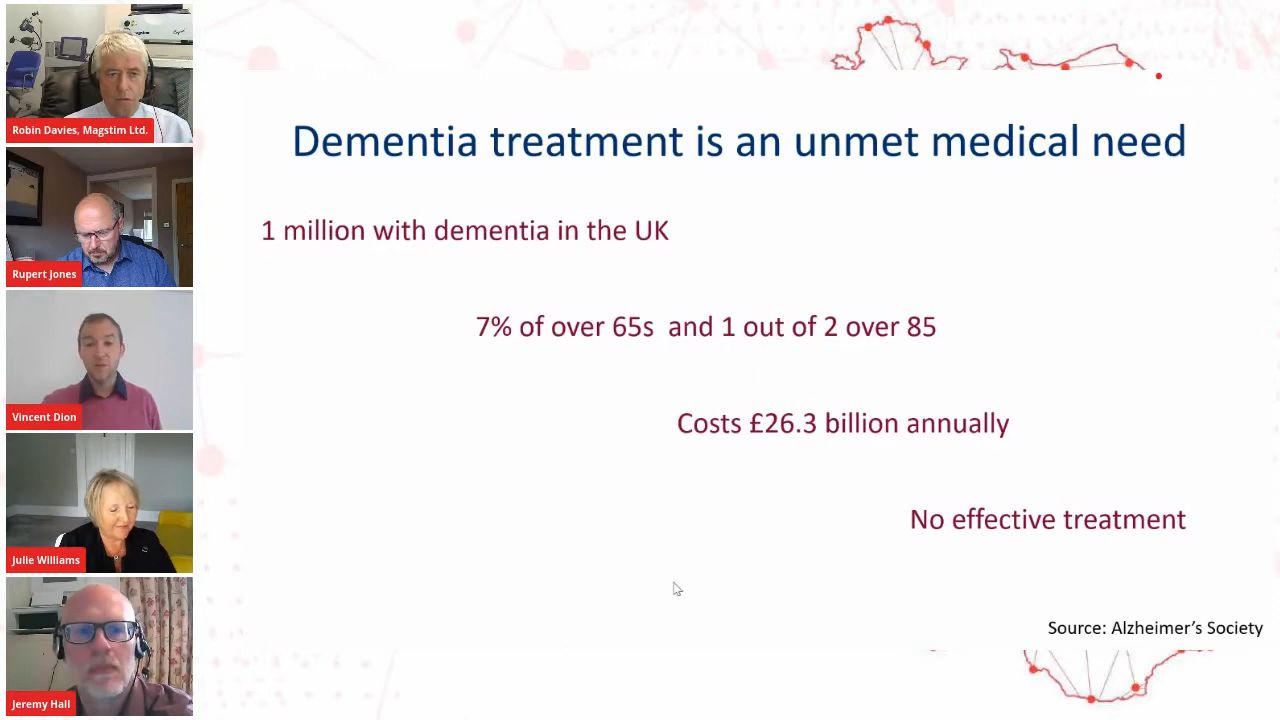 Robin Davies, Magstim Ltd.
Rupert Jones
Vincent Dion
Julie Williams
Jeremy Hall
Dementia treatment is an unmet medical need
1 million with dementia in the UK
7% of over 65s and 1 out of 2 over 85
Costs £26.3 billion annually
No effective treatment
Source: Alzheimer’s Society